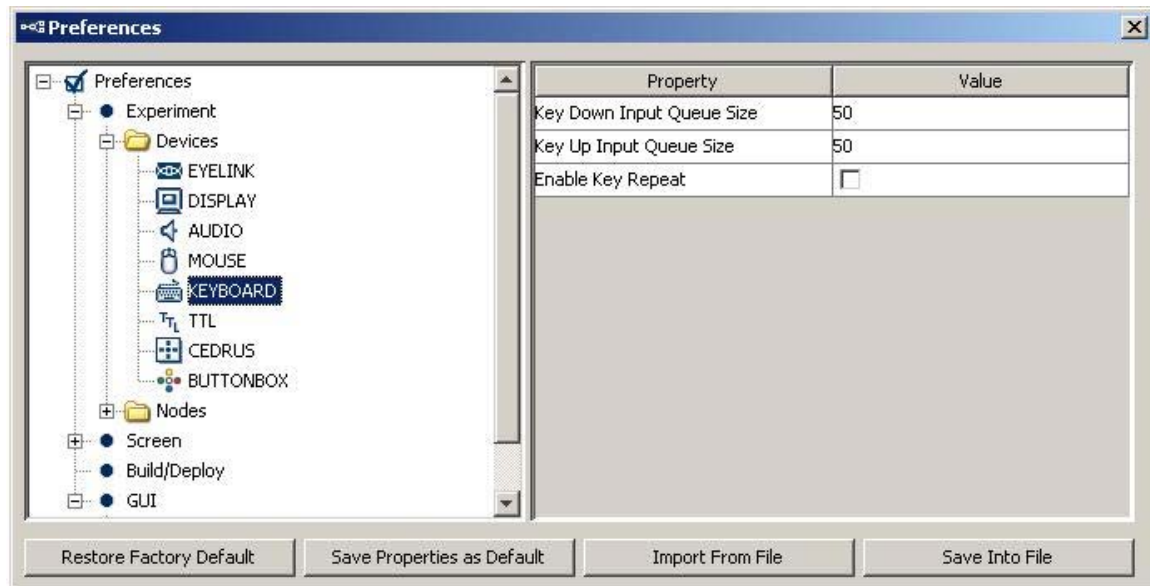 Preferences
Preferences
Experiment
Devices
EYELINK
DISPLAY
AUDIO
MOUSE
KEYBOARD
TTL TTL
CEDRUS
BUTTONBOX
Nodes
Screen
Build/Deploy
GUI
Property Value
Key Down Input Queue Size 50
Key Up Input Queue Size 50
Enable Key Repeat
Restore Factory Default Save Properties as Default Import From File Save Into File